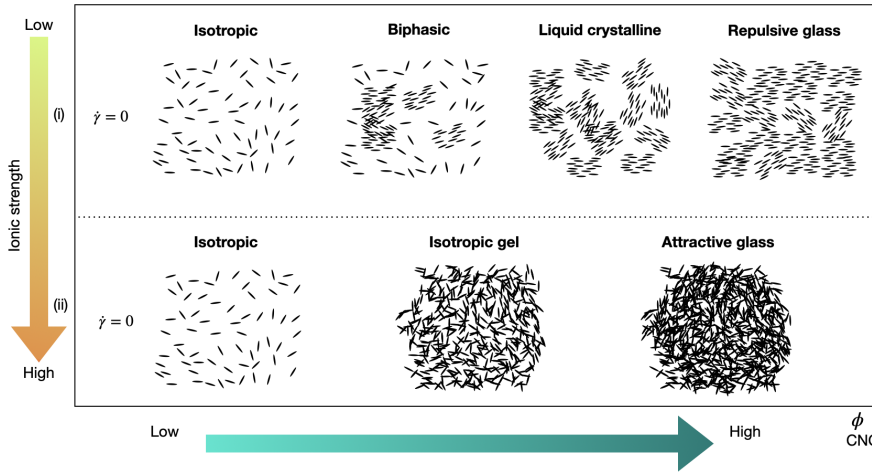 Low
Isotropic
Biphasic
Liquid crystalline
Repulsive glass
(i)
γ̇ = 0
Ionic strength
Isotropic
Isotropic gel
Attractive glass
(ii)
γ̇ = 0
High
Low
High
ϕ